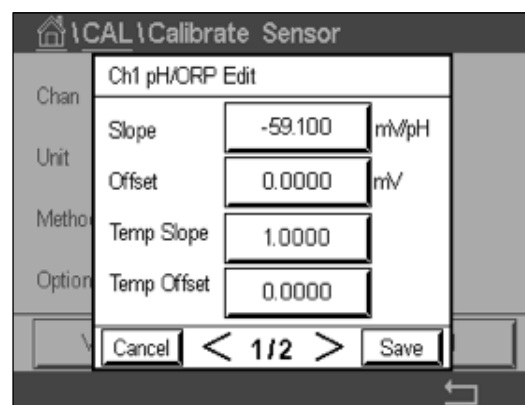 \CAL\Calibrate Sensor
Ch1 pH/ORP Edit
Chan
Slope -59.100 mV/pH
Unit
Offset 0.0000 mV
Temp Slope 1.0000
Option
Temp Offset 0.0000
Cancel < 1/2 > Save